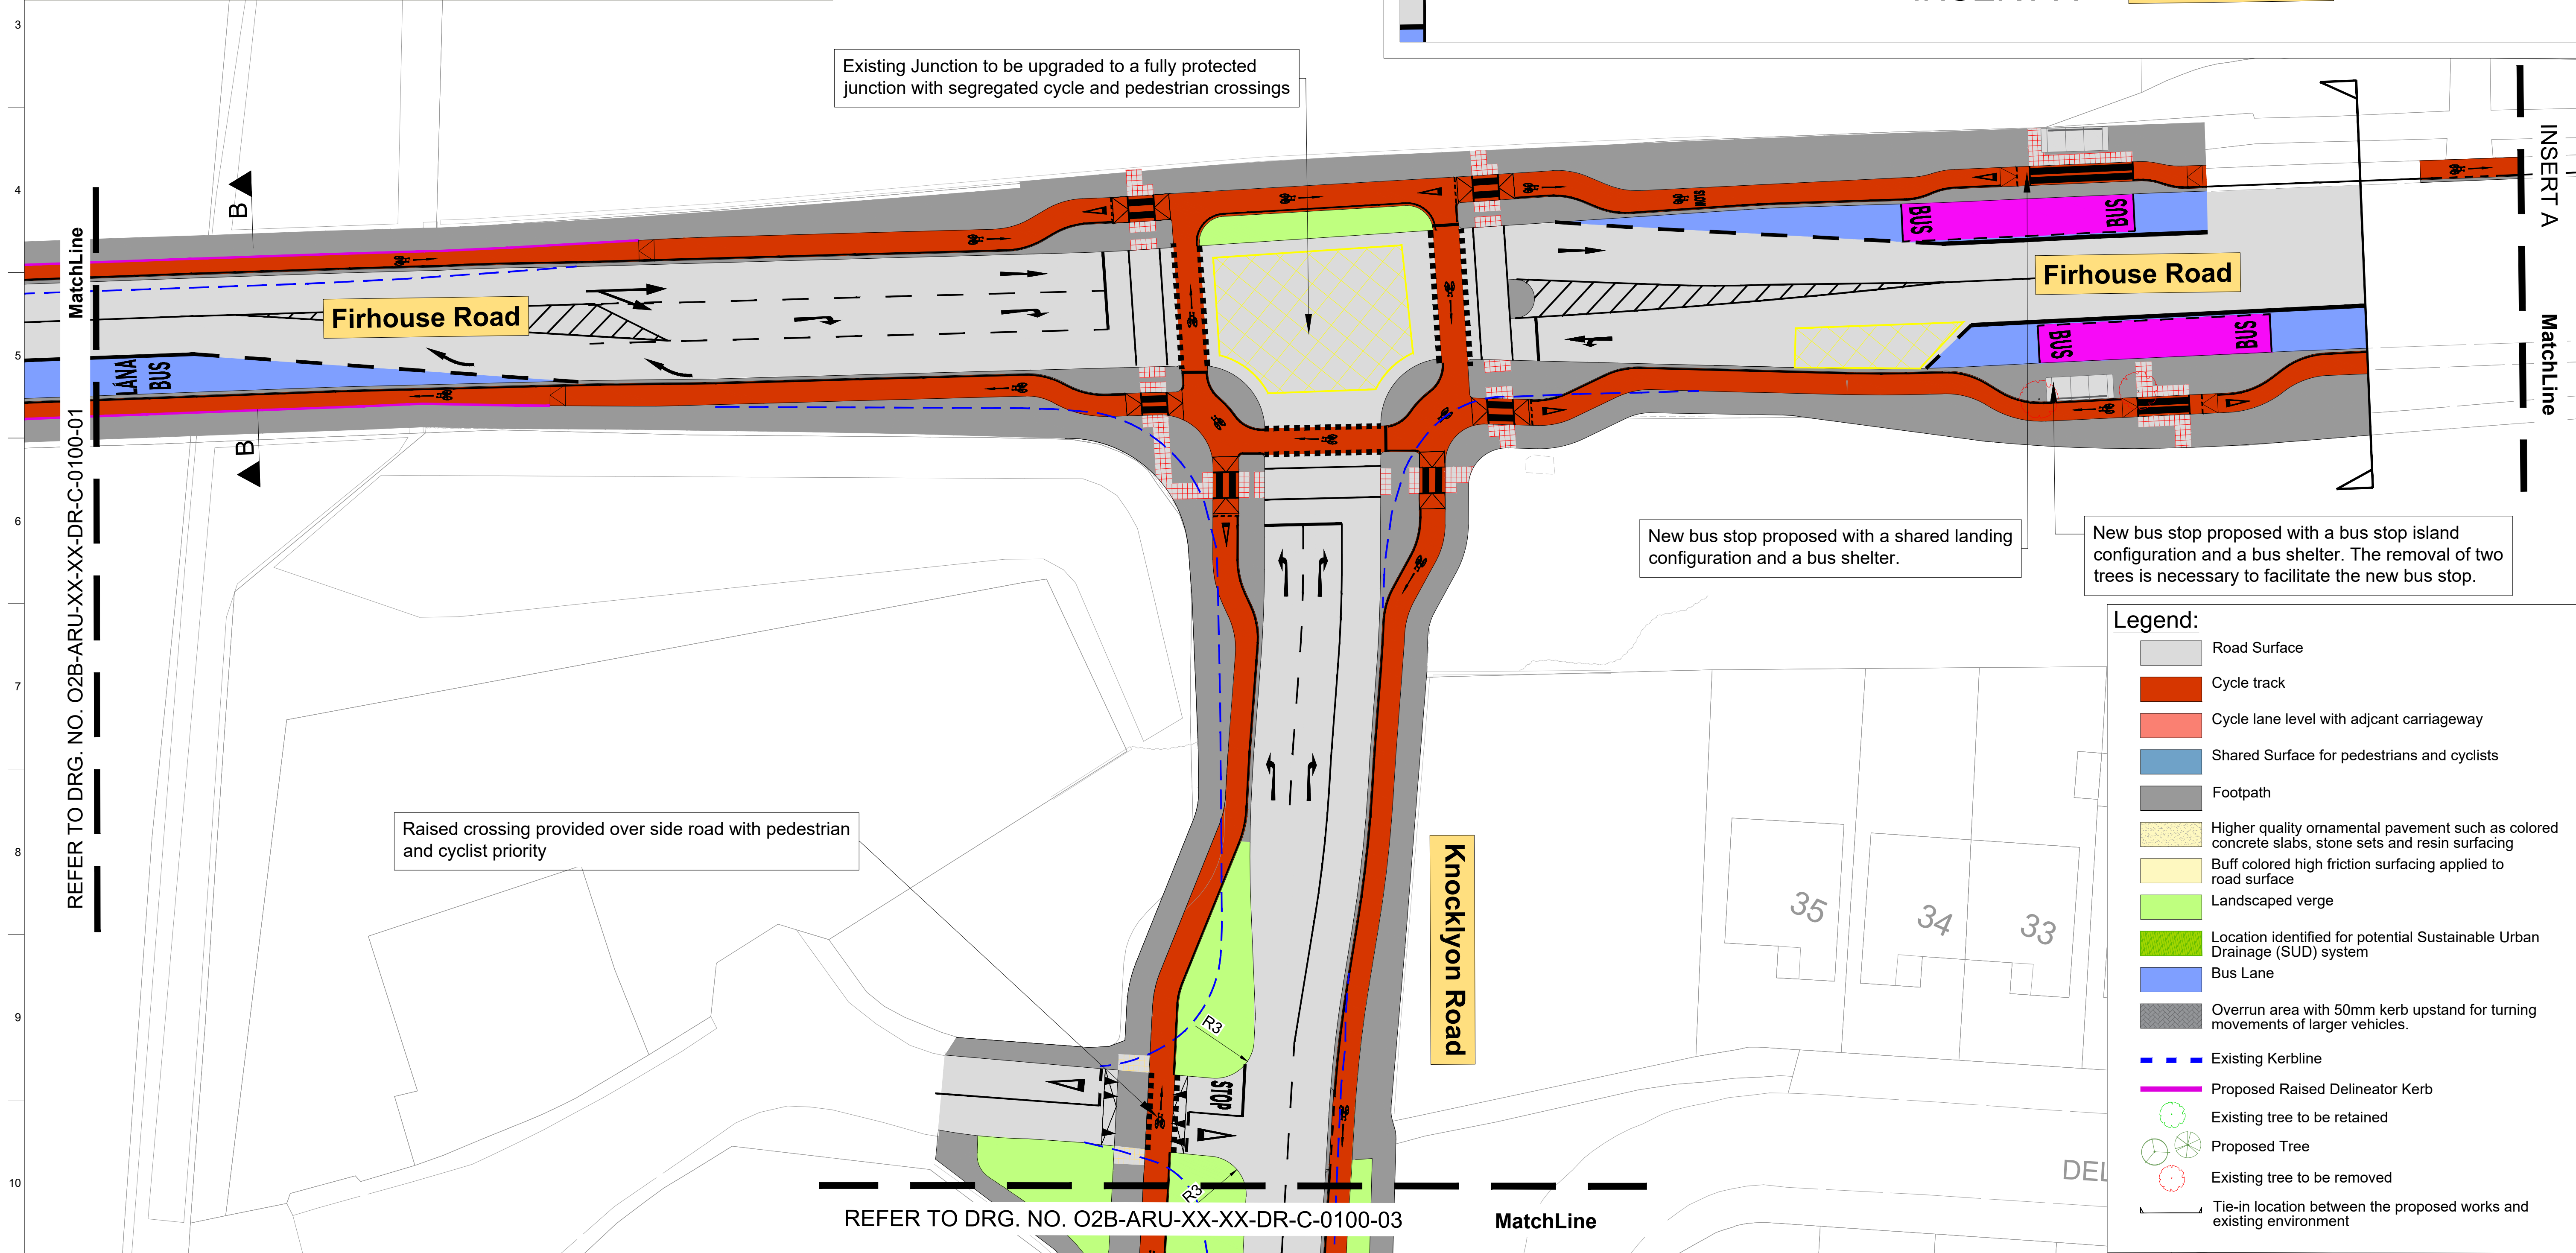 3
4
5
6
7
8
9
10
Existing Junction to be upgraded to a fully protected
junction with segregated cycle and pedestrian crossings
INSERT A
MatchLine
MatchLine
REFER TO DRG. NO. O2B-ARU-XX-XX-DR-C-0100-01
B
B
Firhouse Road
LÁNA
BUS
SLOW
BUS
BUS
Firhouse Road
BUS
BUS
New bus stop proposed with a shared landing
configuration and a bus shelter.
New bus stop proposed with a bus stop island
configuration and a bus shelter. The removal of two
trees is necessary to facilitate the new bus stop.
Raised crossing provided over side road with pedestrian
and cyclist priority
Knocklyon Road
35
34
33
R3
STOP
R3
DEL
REFER TO DRG. NO. O2B-ARU-XX-XX-DR-C-0100-03
MatchLine
Legend:
Road Surface
Cycle track
Cycle lane level with adjcant carriageway
Shared Surface for pedestrians and cyclists
Footpath
Higher quality ornamental pavement such as colored
concrete slabs, stone sets and resin surfacing
Buff colored high friction surfacing applied to
road surface
Landscaped verge
Location identified for potential Sustainable Urban
Drainage (SUD) system
Bus Lane
Overrun area with 50mm kerb upstand for turning
movements of larger vehicles.
Existing Kerbline
Proposed Raised Delineator Kerb
Existing tree to be retained
Proposed Tree
Existing tree to be removed
Tie-in location between the proposed works and
existing environment